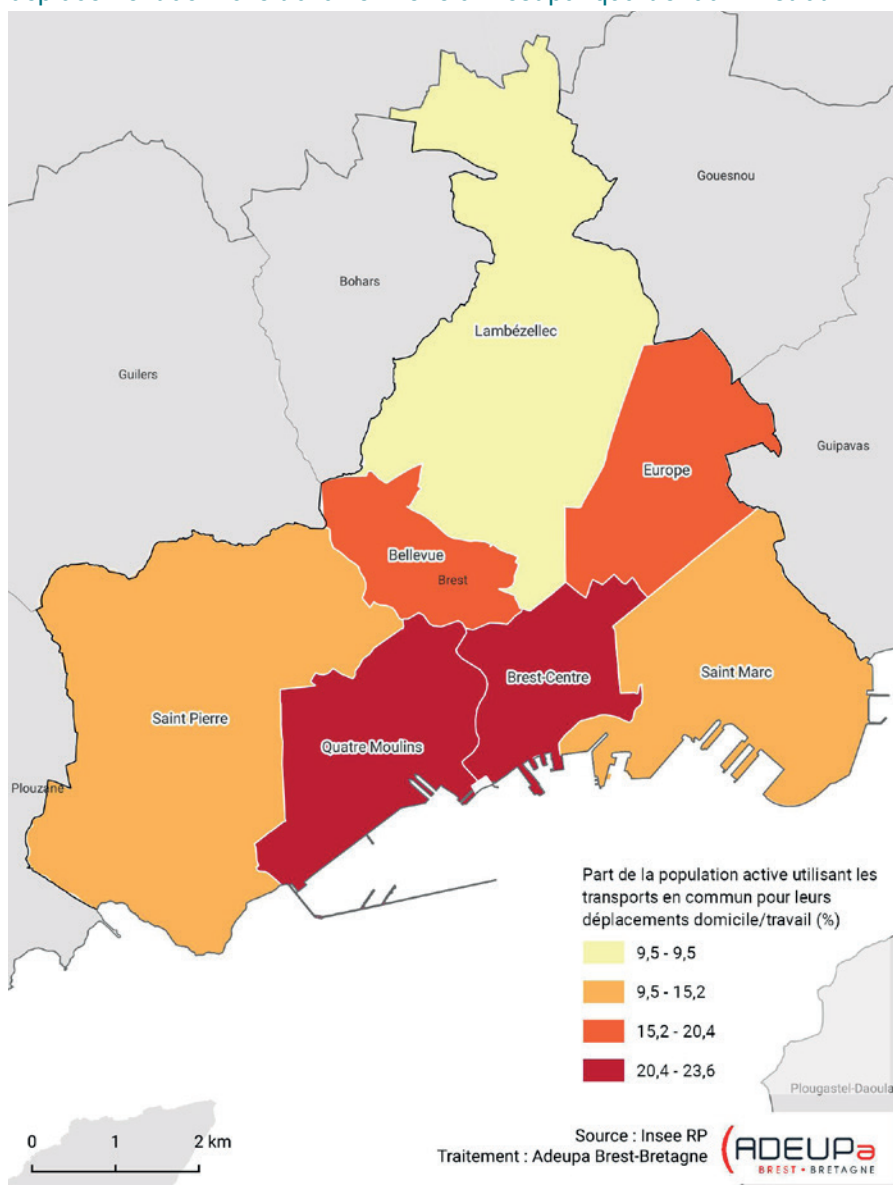 Gouesnou
Bohars
Lambézellec
Guilers
Guipavas
Europe
Bellevue
Brest
Brest-Centre
Saint Marc
Saint Pierre
Quatre Moulins
Plouzané
Part de la population active utilisant les
transports en commun pour leurs
déplacements domicile/travail (%)
9,5 - 9,5
9,5 - 15,2
15,2 - 20,4
20,4 - 23,6
Plougastel-Daoula
0 1 2 km
Source : Insee RP
Traitement : Adeupa Brest-Bretagne
ADEUPa
BREST • BRETAGNE